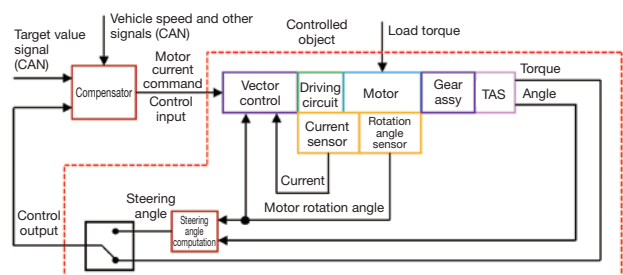 Vehicle speed and other
signals (CAN)
Target value
signal
(CAN)
Controlled
object
Load torque
Motor
current
command
Control
input
Compensator
Vector
control
Driving
circuit
Motor
Gear
assy
TAS
Torque
Angle
Current
sensor
Rotation
angle
sensor
Current
Motor rotation angle
Steering
angle
Steering
angle
computation
Control
output